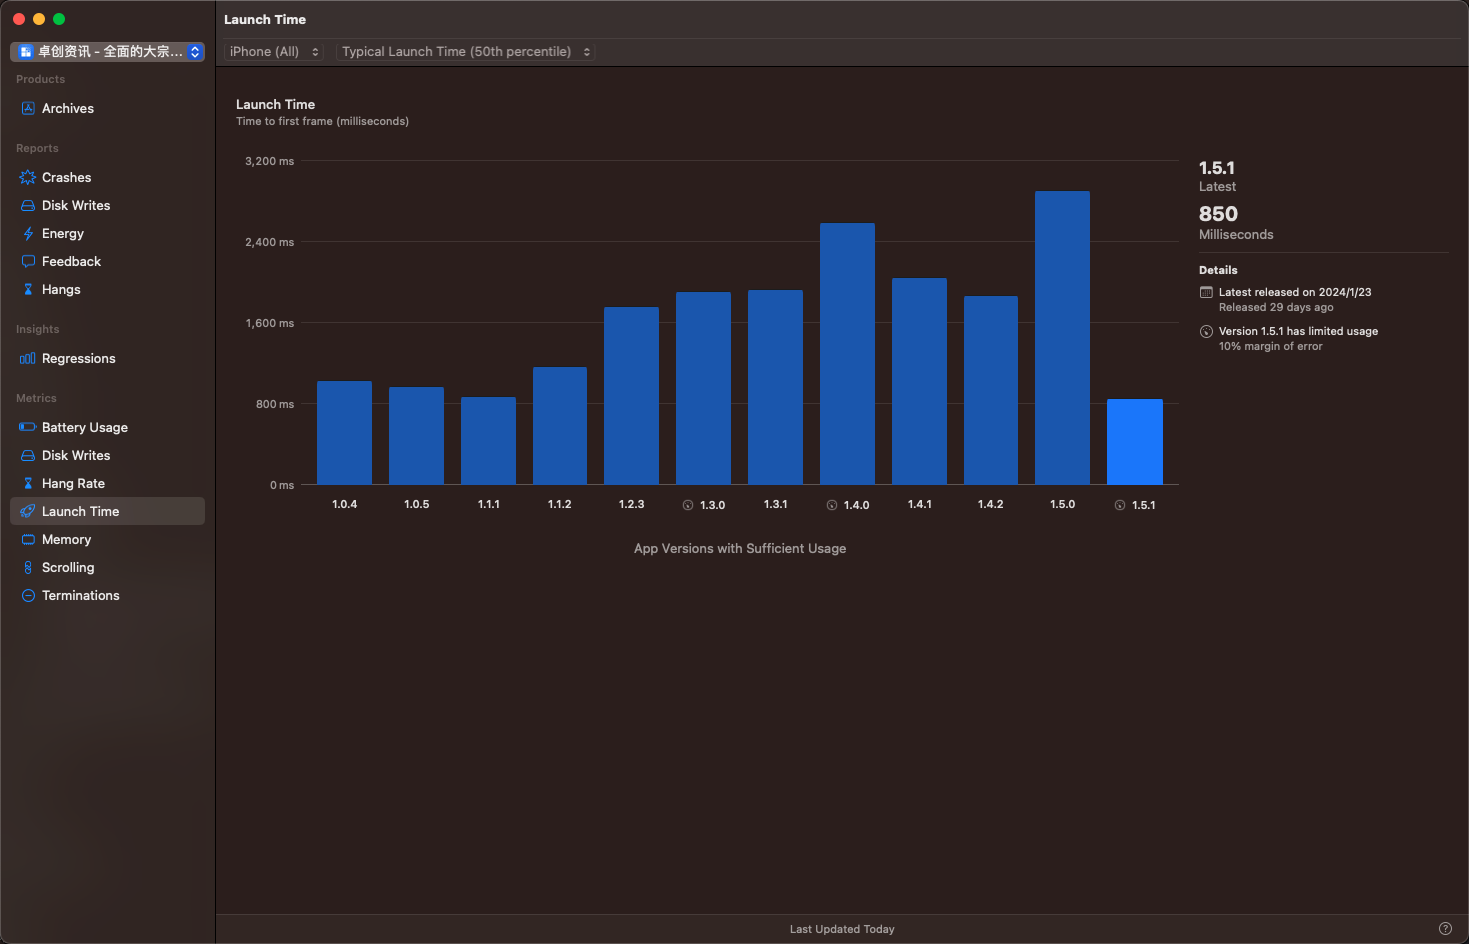 Launch Time
卓创资讯 - 全面的大宗...
iPhone (All)
Typical Launch Time (50th percentile)
Products
Archives
Reports
Crashes
Disk Writes
Energy
Feedback
Hangs
Insights
Regressions
Metrics
Battery Usage
Disk Writes
Hang Rate
Launch Time
Memory
Scrolling
Terminations
Launch Time
Time to first frame (milliseconds)
3,200 ms
2,400 ms
1,600 ms
800 ms
0 ms
1.0.4
1.0.5
1.1.1
1.1.2
1.2.3
1.3.0
1.3.1
1.4.0
1.4.1
1.4.2
1.5.0
1.5.1
App Versions with Sufficient Usage
1.5.1
Latest
850
Milliseconds
Details
Latest released on 2024/1/23
Released 29 days ago
Version 1.5.1 has limited usage
10% margin of error
Last Updated Today
?